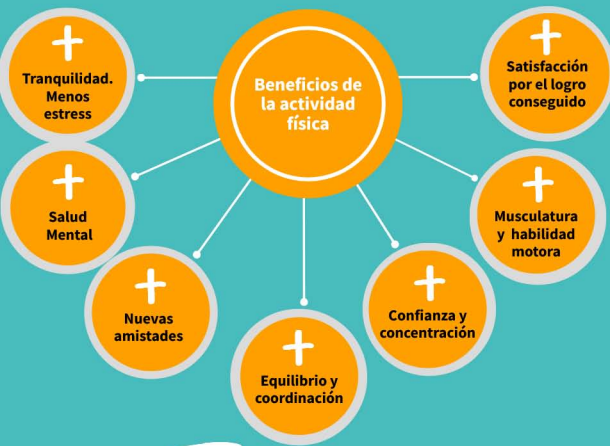 Beneficios de
la actividad
física
Tranquilidad.
Menos
estress
Salud
Mental
Nuevas
amistades
Equilibrio y
coordinación
Confianza y
concentración
Musculatura
y habilidad
motora
Satisfacción
por el logro
conseguido